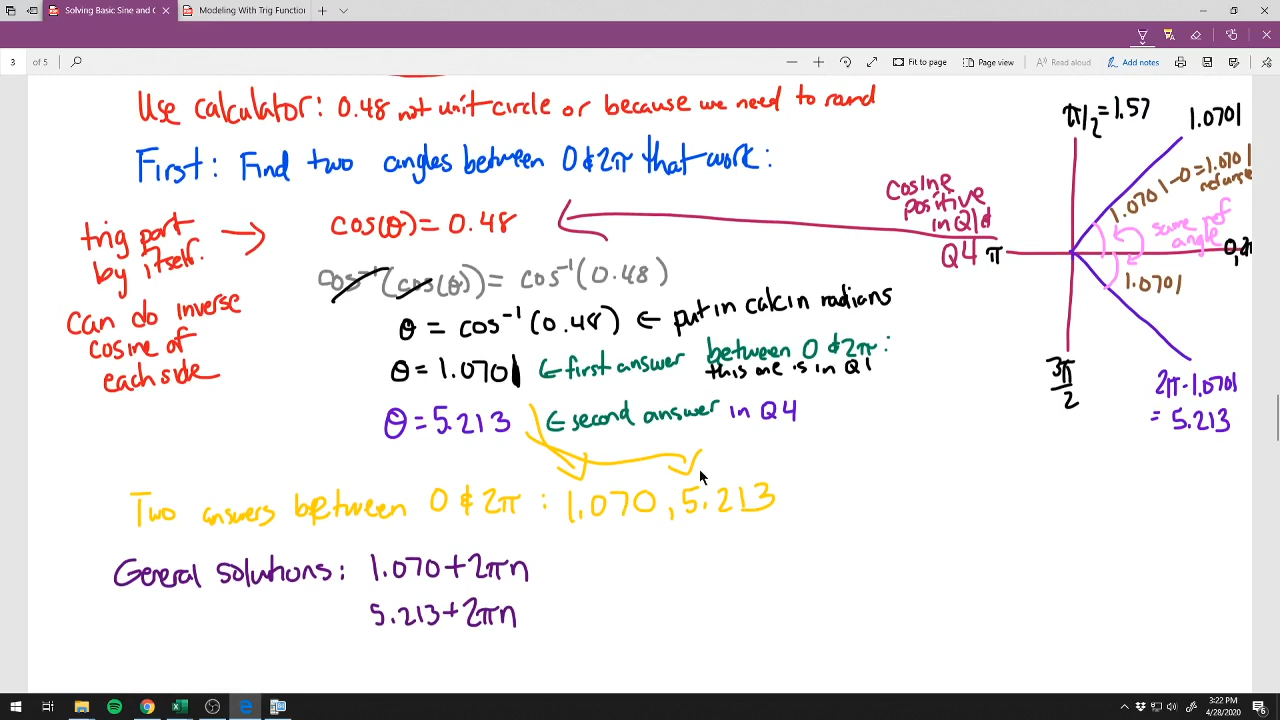 Solving Basic Sine and C
Modeling With Trig Function
3 of 5
Fit to page
Page view
Read aloud
Add notes
Use calculator: 0.48 not unit circle or because we need to rand
First: Find two angles between 0 & 2π that work:
trig part by itself.
can do inverse cosine of each side
cos(θ) = 0.48
cos⁻¹(cos(θ)) = cos⁻¹(0.48)
θ = cos⁻¹(0.48) ← put in calc in radians
θ = 1.0701 ← first answer between 0 & 2π:
this one is in Q1
θ = 5.213 ← second answer in Q4
Two answers between 0 & 2π : 1.070, 5.213
General solutions: 1.070 + 2πn
5.213 + 2πn
cosine
positive
in Q1 &
Q4
π/2 = 1.57
1.0701
1.0701 - 0 = 1.0701
ref angle
same ref
angle
π
0, 2π
1.0701
3π
2
2π - 1.0701
= 5.213
3:22 PM
4/28/2020
6